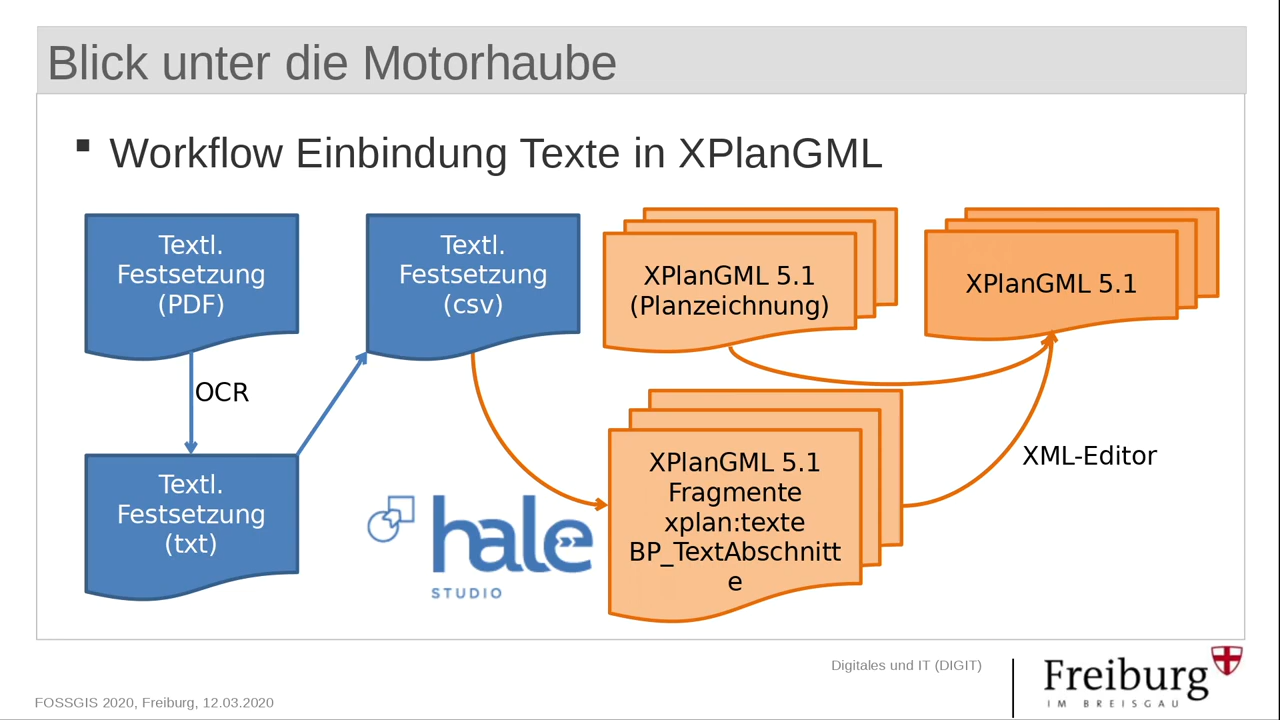 Blick unter die Motorhaube
▪ Workflow Einbindung Texte in XPlanGML
Textl.
Festsetzung
(PDF)
Textl.
Festsetzung
(csv)
XPlanGML 5.1
(Planzeichnung)
XPlanGML 5.1
OCR
XML-Editor
Textl.
Festsetzung
(txt)
hale
STUDIO
XPlanGML 5.1
Fragmente
xplan:texte
BP_TextAbschnitt
e
Digitales und IT (DIGIT)
Freiburg
IM BREISGAU
FOSSGIS 2020, Freiburg, 12.03.2020